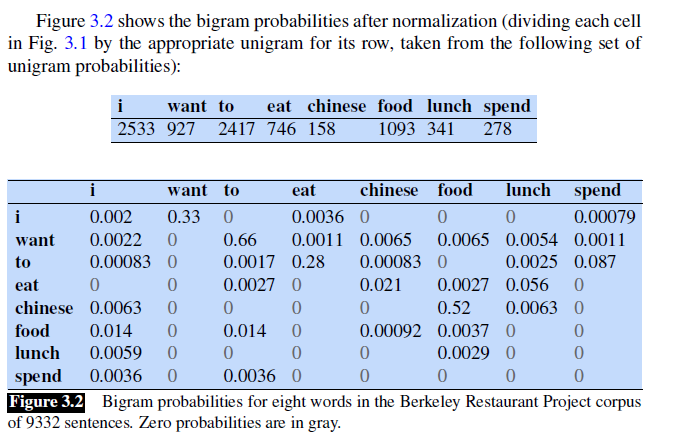 Figure 3.2 shows the bigram probabilities after normalization (dividing each cell
in Fig. 3.1 by the appropriate unigram for its row, taken from the following set of
unigram probabilities):
i want to eat chinese food lunch spend
2533 927 2417 746 158 1093 341 278
i want to eat chinese food lunch spend
i 0.002 0.33 0 0.0036 0 0 0 0.00079
want 0.0022 0 0.66 0.0011 0.0065 0.0065 0.0054 0.0011
to 0.00083 0 0.0017 0.28 0.00083 0 0.0025 0.087
eat 0 0 0.0027 0 0.021 0.0027 0.056 0
chinese 0.0063 0 0 0 0 0.52 0.0063 0
food 0.014 0 0.014 0 0.00092 0.0037 0 0
lunch 0.0059 0 0 0 0 0.0029 0 0
spend 0.0036 0 0.0036 0 0 0 0 0
Figure 3.2 Bigram probabilities for eight words in the Berkeley Restaurant Project corpus
of 9332 sentences. Zero probabilities are in gray.